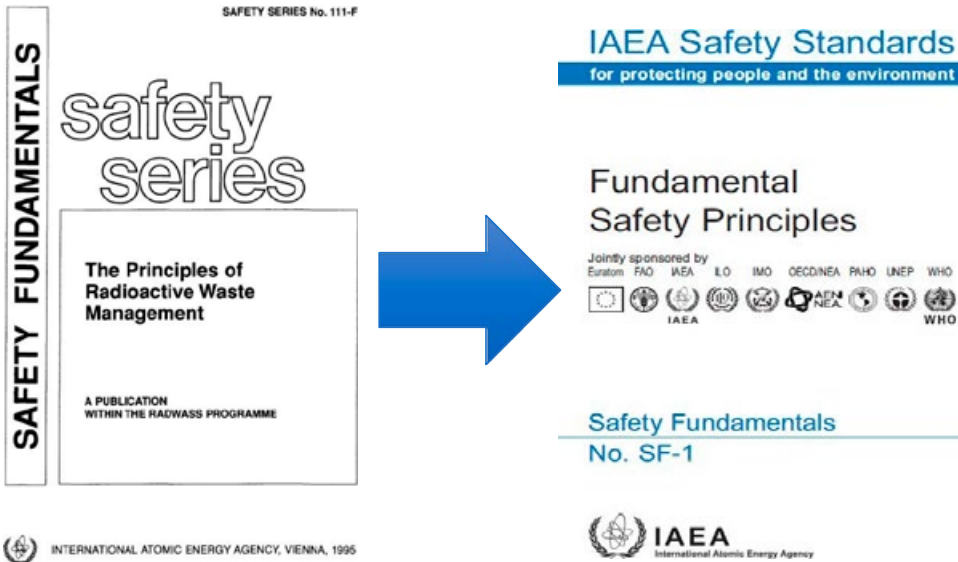 SAFETY SERIES No. 111-F
SAFETY FUNDAMENTALS
safety
series
The Principles of
Radioactive Waste
Management
A PUBLICATION
WITHIN THE RADWASS PROGRAMME
INTERNATIONAL ATOMIC ENERGY AGENCY, VIENNA, 1995
IAEA Safety Standards
for protecting people and the environment
Fundamental
Safety Principles
Jointly sponsored by
Euratom FAO IAEA ILO IMO OECD/NEA PAHO UNEP WHO
AEN
NEA
IAEA
WHO
Safety Fundamentals
No. SF-1
IAEA
International Atomic Energy Agency